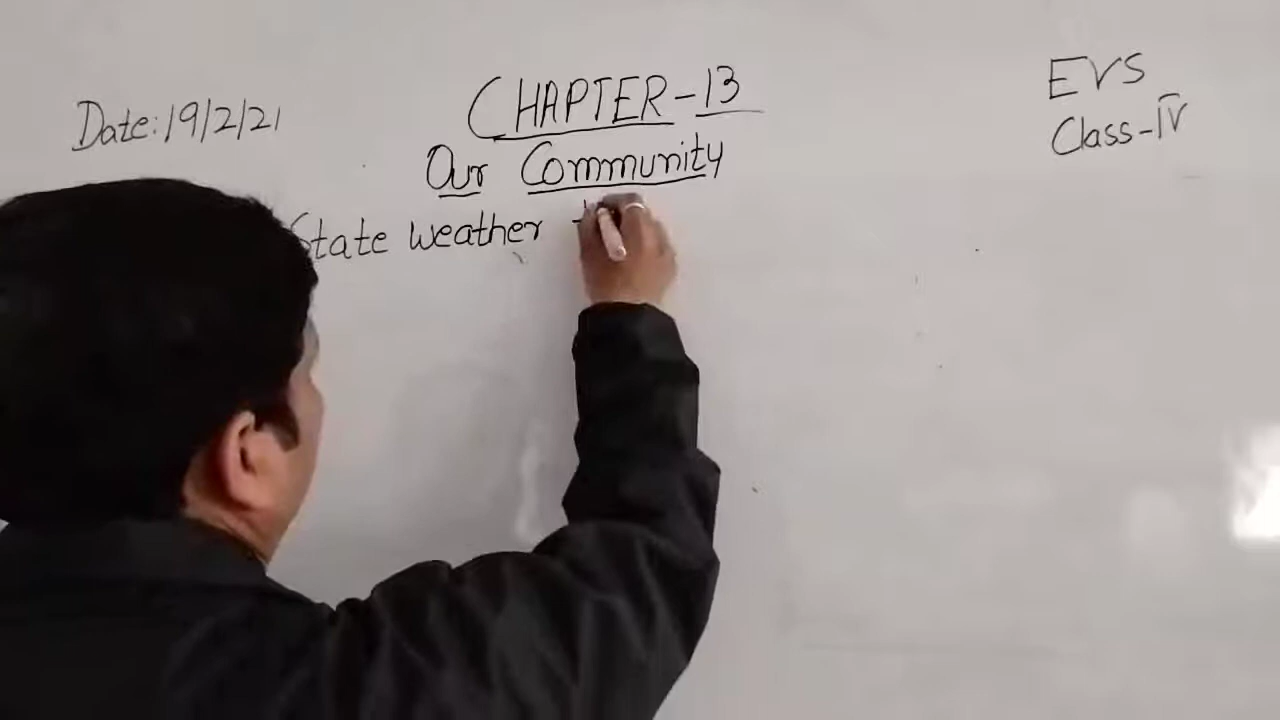 Date: 19/2/21
CHAPTER-13
Our Community
EVS
Class-IV
State weather